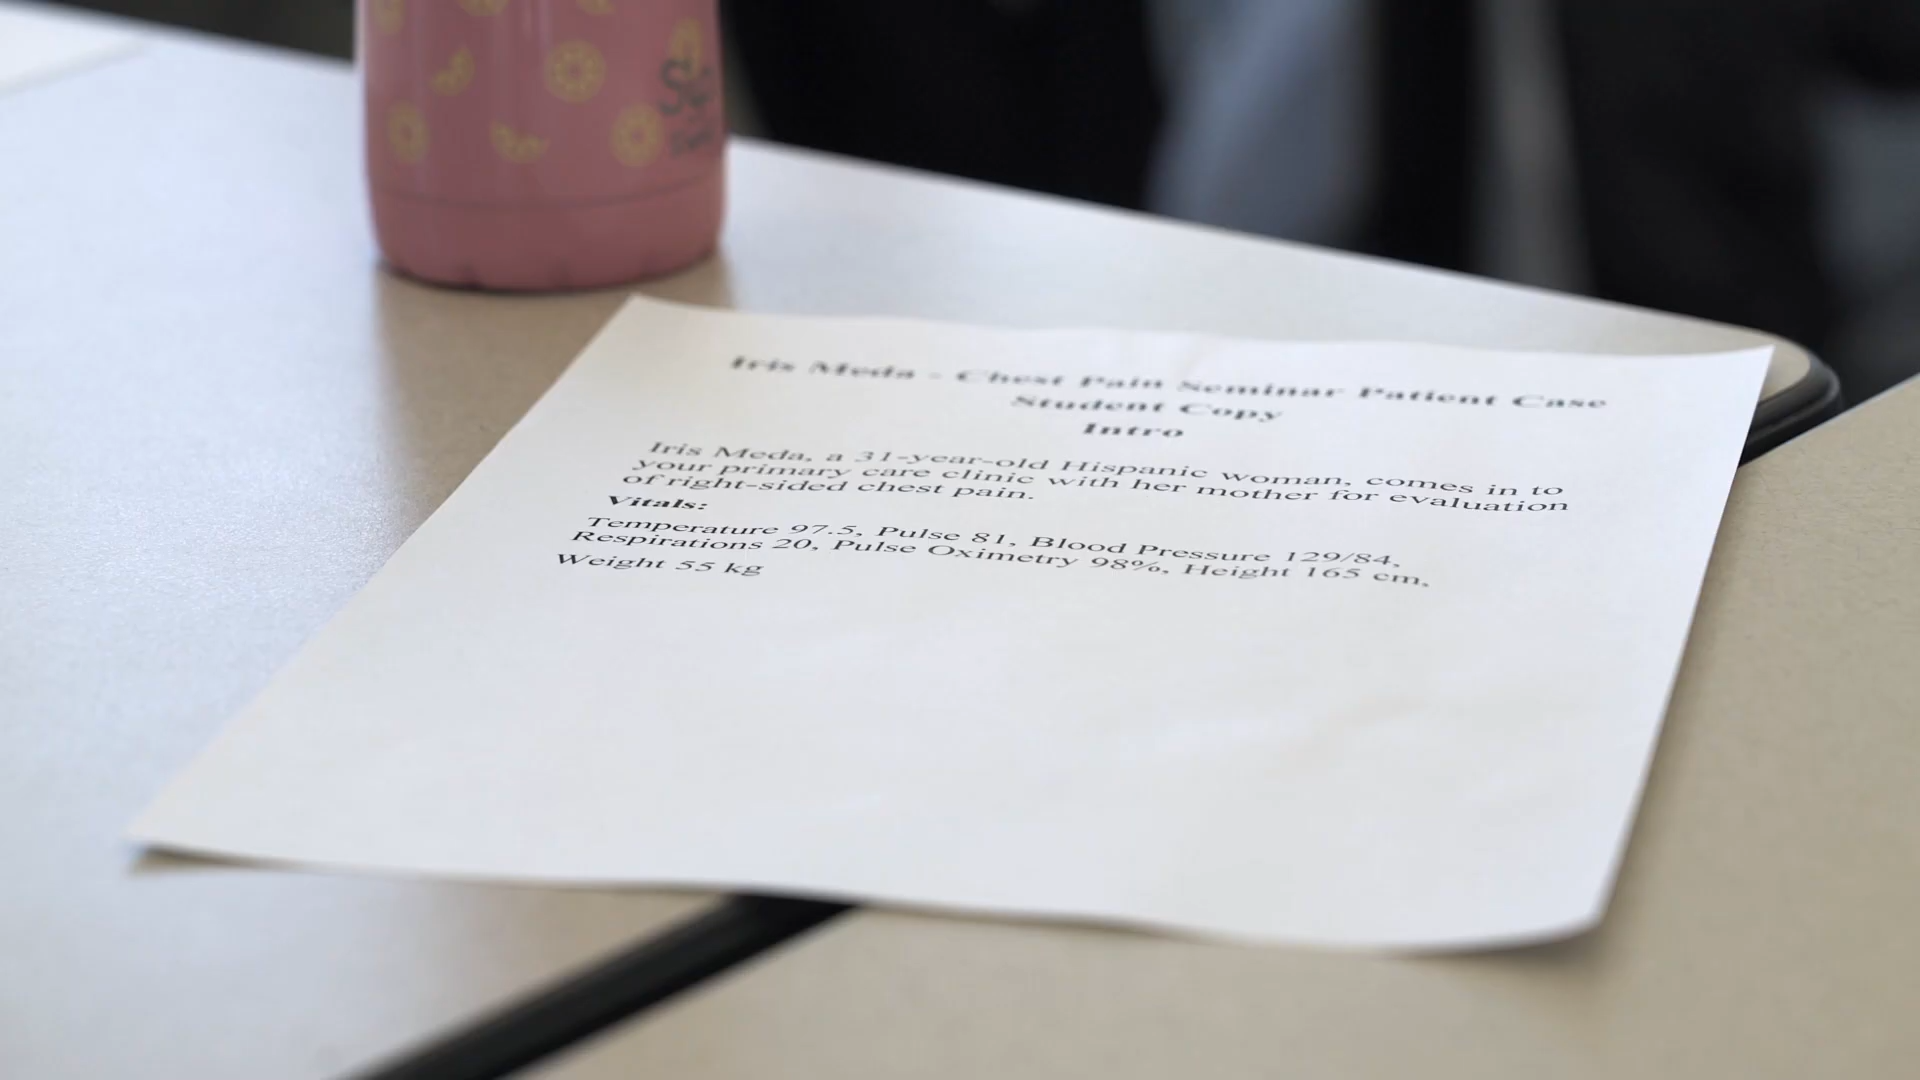 Iris Meda - Chest Pain Seminar Patient Case
Student Copy
Intro
Iris Meda, a 31-year-old Hispanic woman, comes in to
your primary care clinic with her mother for evaluation
of right-sided chest pain.
Vitals:
Temperature 97.5, Pulse 81, Blood Pressure 129/84,
Respirations 20, Pulse Oximetry 98%, Height 165 cm,
Weight 55 kg